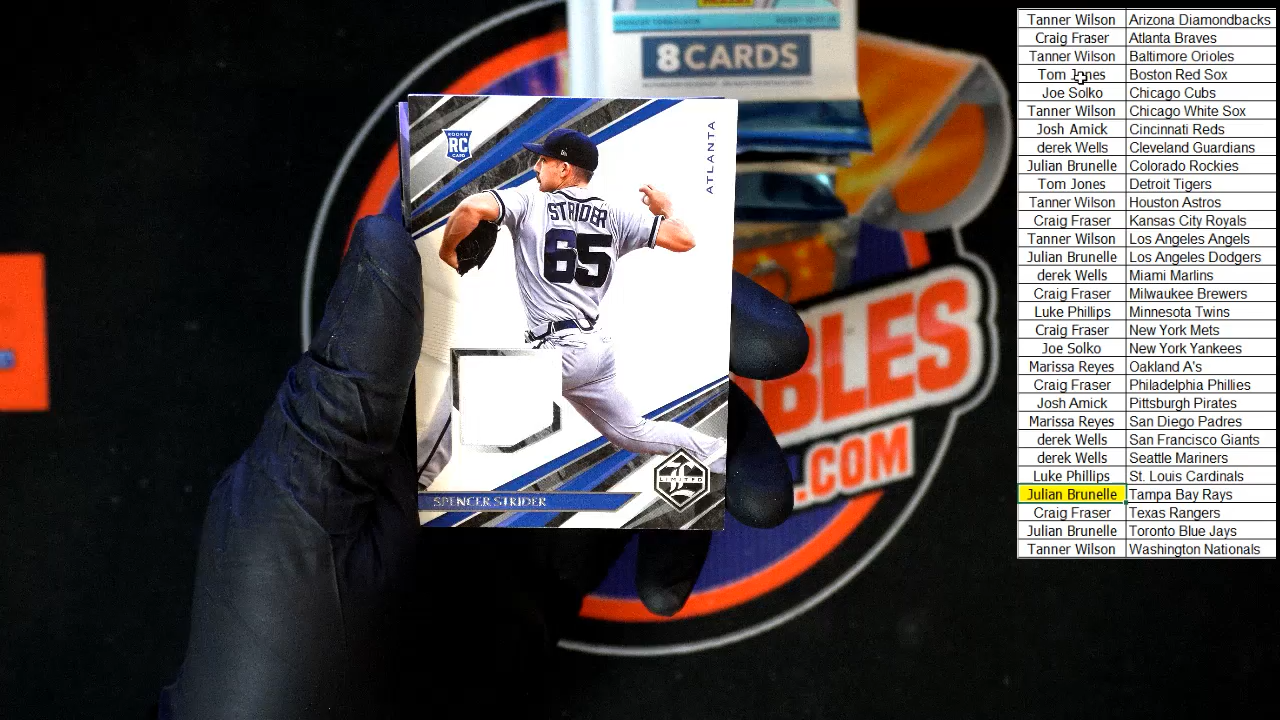 8 CARDS
ROOKIE
RC
CARD
ATLANTA
STRIDER
65
LIMITED
SPENCER STRIDER
BLES
.COM
Tanner Wilson Arizona Diamondbacks
Craig Fraser Atlanta Braves
Tanner Wilson Baltimore Orioles
Tom Jones Boston Red Sox
Joe Solko Chicago Cubs
Tanner Wilson Chicago White Sox
Josh Amick Cincinnati Reds
derek Wells Cleveland Guardians
Julian Brunelle Colorado Rockies
Tom Jones Detroit Tigers
Tanner Wilson Houston Astros
Craig Fraser Kansas City Royals
Tanner Wilson Los Angeles Angels
Julian Brunelle Los Angeles Dodgers
derek Wells Miami Marlins
Craig Fraser Milwaukee Brewers
Luke Phillips Minnesota Twins
Craig Fraser New York Mets
Joe Solko New York Yankees
Marissa Reyes Oakland A's
Craig Fraser Philadelphia Phillies
Josh Amick Pittsburgh Pirates
Marissa Reyes San Diego Padres
derek Wells San Francisco Giants
derek Wells Seattle Mariners
Luke Phillips St. Louis Cardinals
Julian Brunelle Tampa Bay Rays
Craig Fraser Texas Rangers
Julian Brunelle Toronto Blue Jays
Tanner Wilson Washington Nationals